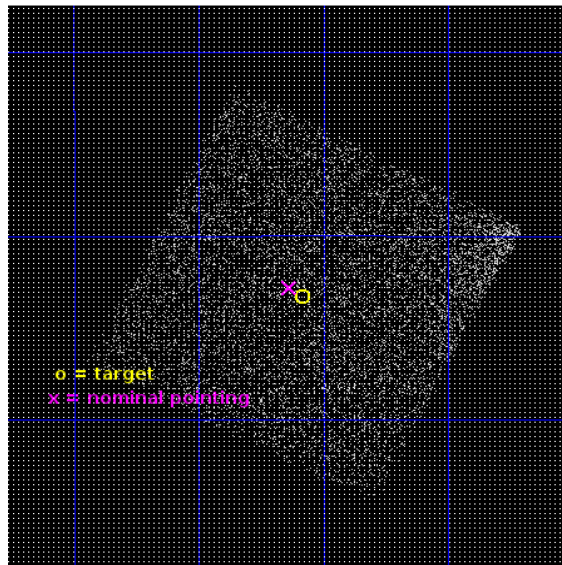 o = target
x = nominal pointing